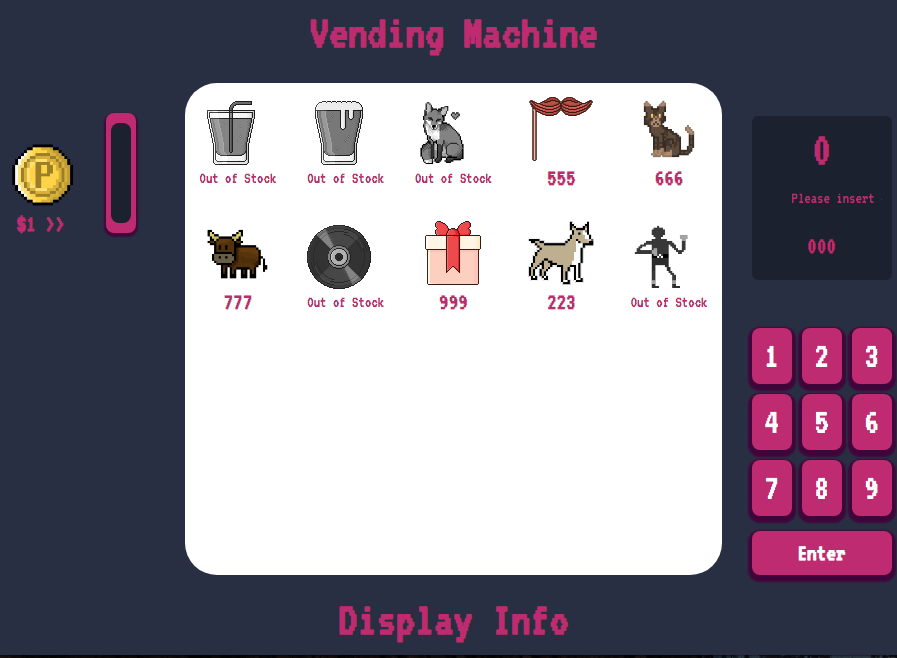 Vending Machine
P
$1 >>
Out of Stock
Out of Stock
Out of Stock
555
666
777
Out of Stock
999
223
Out of Stock
0
Please insert
000
1
2
3
4
5
6
7
8
9
Enter
Display Info